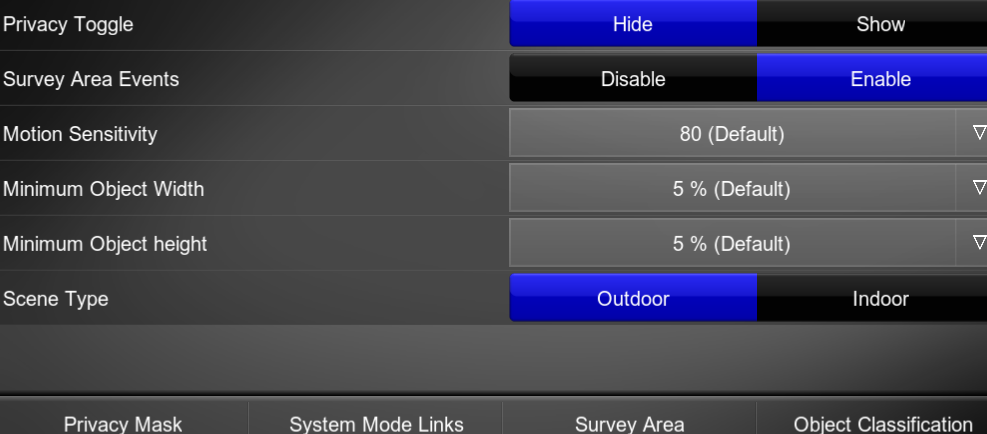 Privacy Toggle Hide Show
Survey Area Events Disable Enable
Motion Sensitivity 80 (Default)
Minimum Object Width 5 % (Default)
Minimum Object height 5 % (Default)
Scene Type Outdoor Indoor
Privacy Mask System Mode Links Survey Area Object Classification